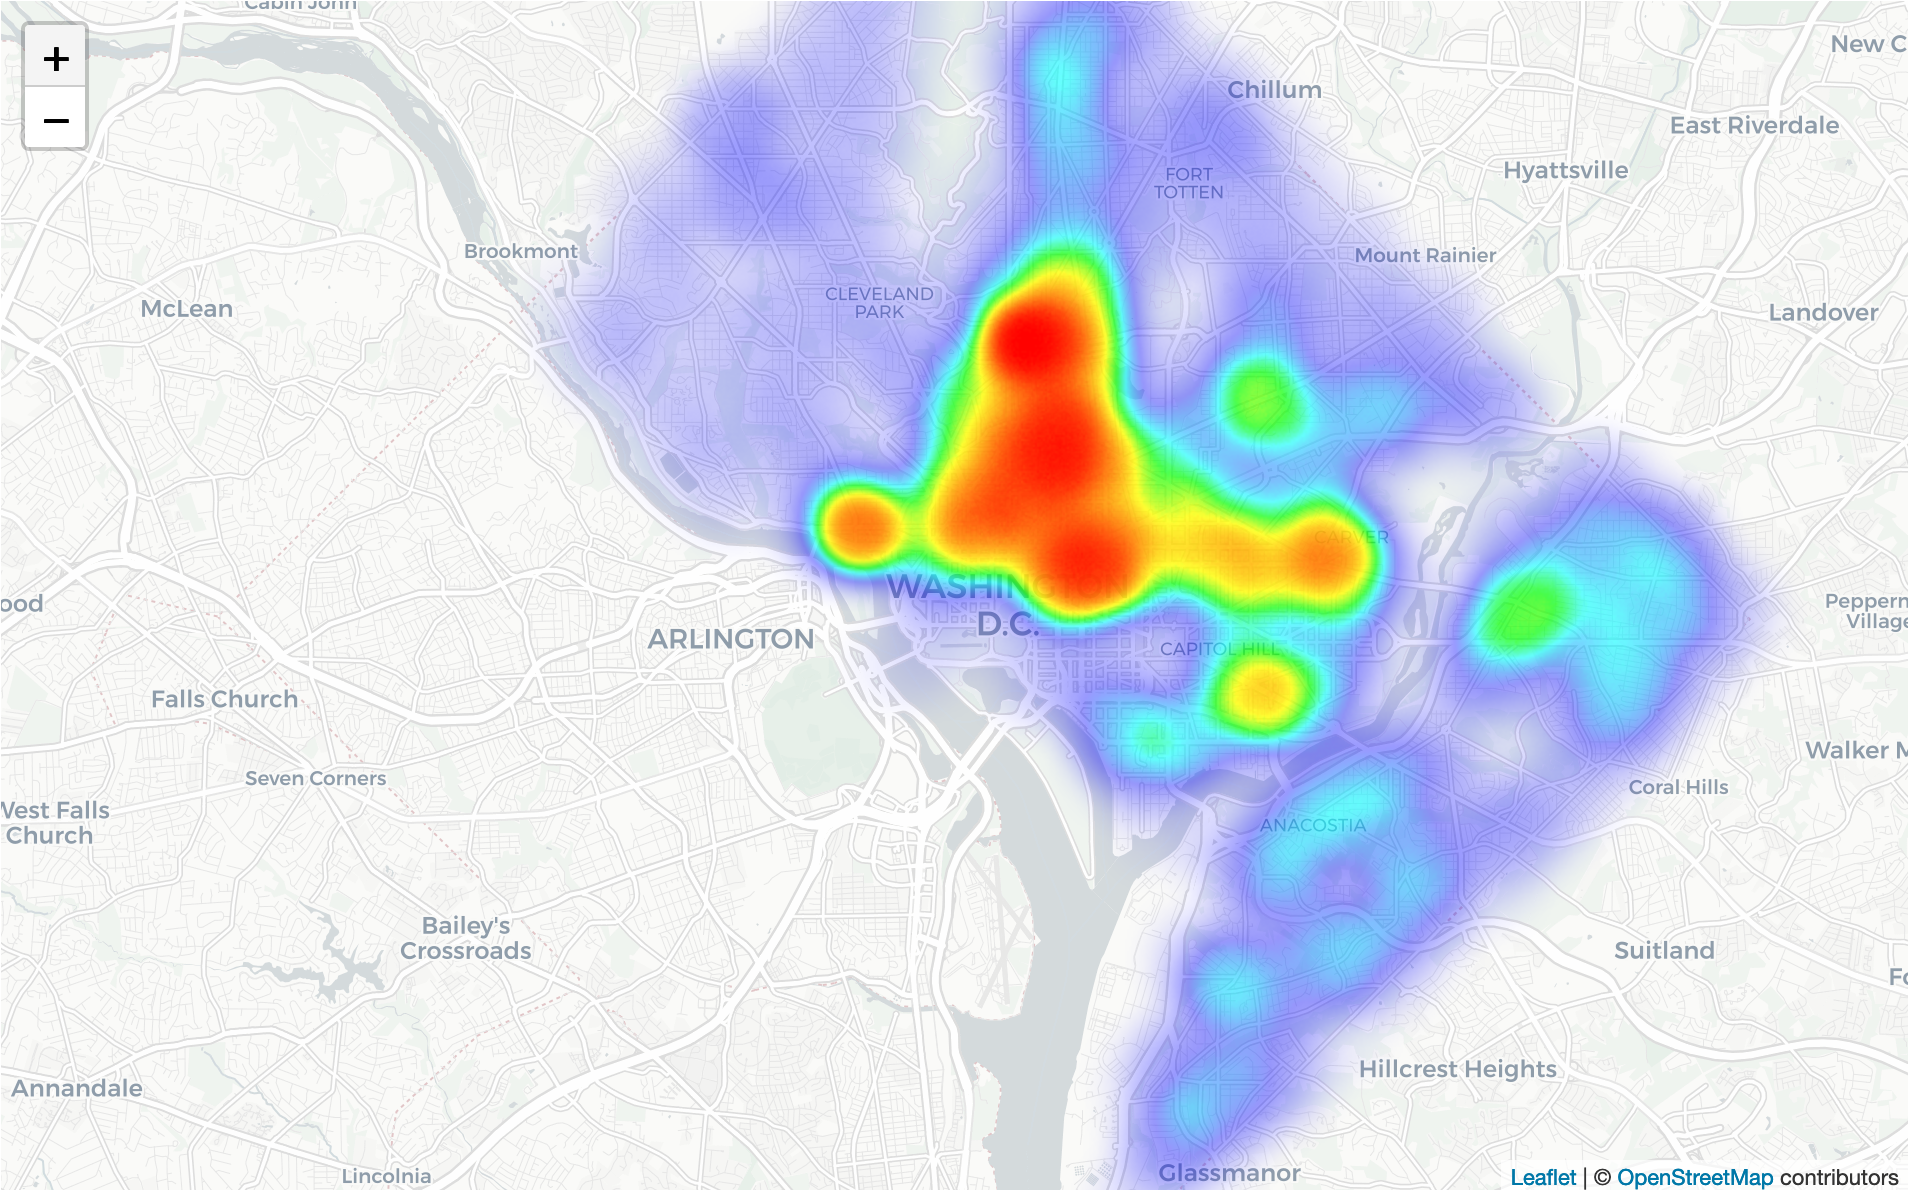 Cabin John
+
−
New C
Chillum
East Riverdale
Hyattsville
FORT
TOTTEN
Brookmont
Mount Rainier
CLEVELAND
PARK
McLean
Landover
CARVER
WASHINGTON
D.C.
ood
Peppern
Village
ARLINGTON
CAPITOL HILL
Falls Church
Walker M
Seven Corners
Coral Hills
West Falls
Church
ANACOSTIA
Bailey's
Crossroads
Suitland
Fo
Hillcrest Heights
Annandale
Lincolnia
Glassmanor
Leaflet | © OpenStreetMap contributors